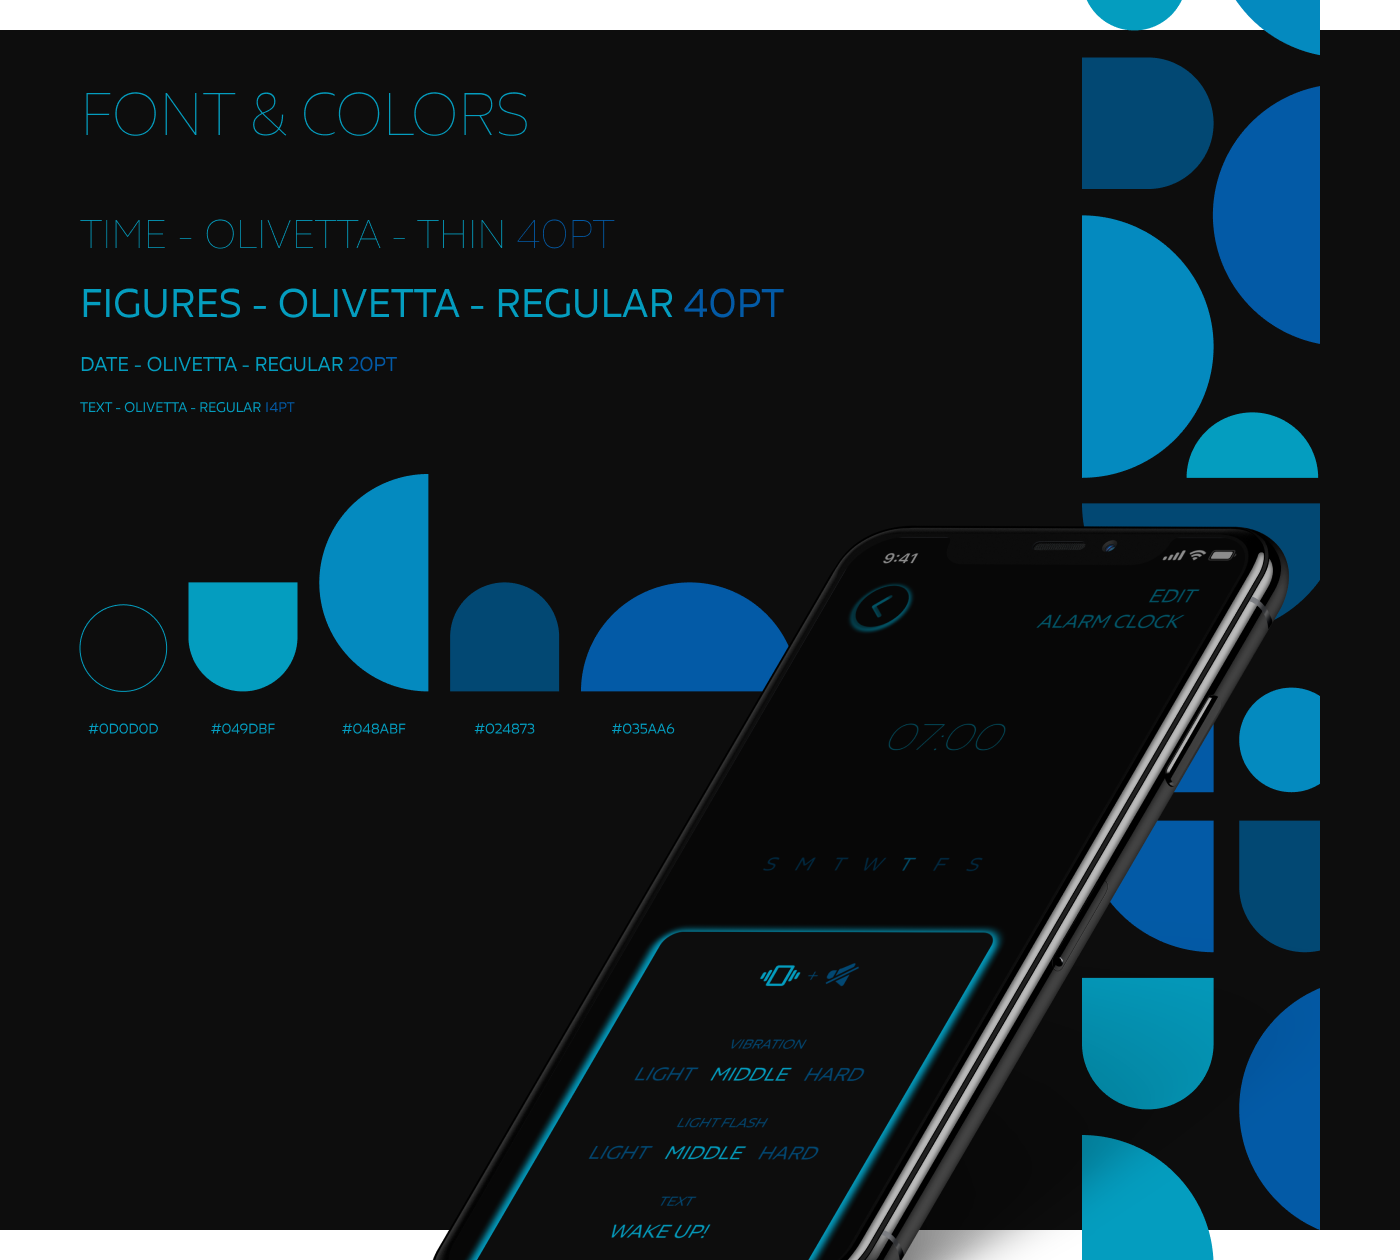 FONT & COLORS
TIME - OLIVETTA - THIN 40PT
FIGURES - OLIVETTA - REGULAR 40PT
DATE - OLIVETTA - REGULAR 20PT
TEXT - OLIVETTA - REGULAR 14PT
#0D0D0D #049DBF #048ABF #024873 #035AA6
9:41
EDIT
ALARM CLOCK
07:00
S M T W T F S
+
VIBRATION
LIGHT MIDDLE HARD
LIGHT FLASH
LIGHT MIDDLE HARD
TEXT
WAKE UP!